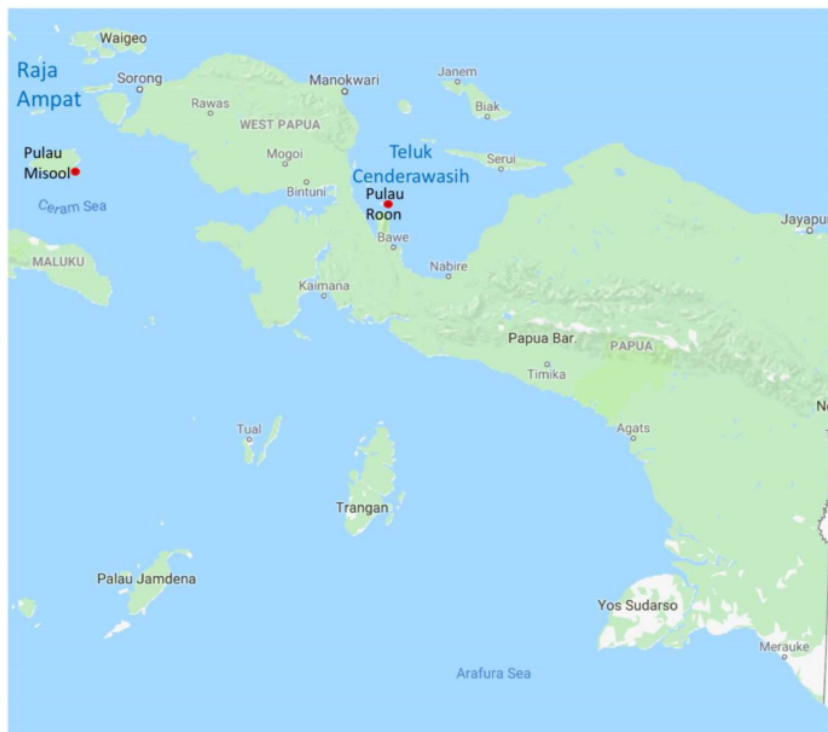 Waigeo
Raja
Ampat
Sorong
Manokwari
Janem
Biak
Rawas
WEST PAPUA
Pulau
Misool
Mogoi
Bintuni
Teluk
Cenderawasih
Serui
Pulau
Roon
Ceram Sea
Bawe
Jayapur
MALUKU
Kaimana
Nabire
Papua Bar.
PAPUA
Timika
Tual
Agats
Trangan
Palau Jamdena
Yos Sudarso
Merauke
Arafura Sea